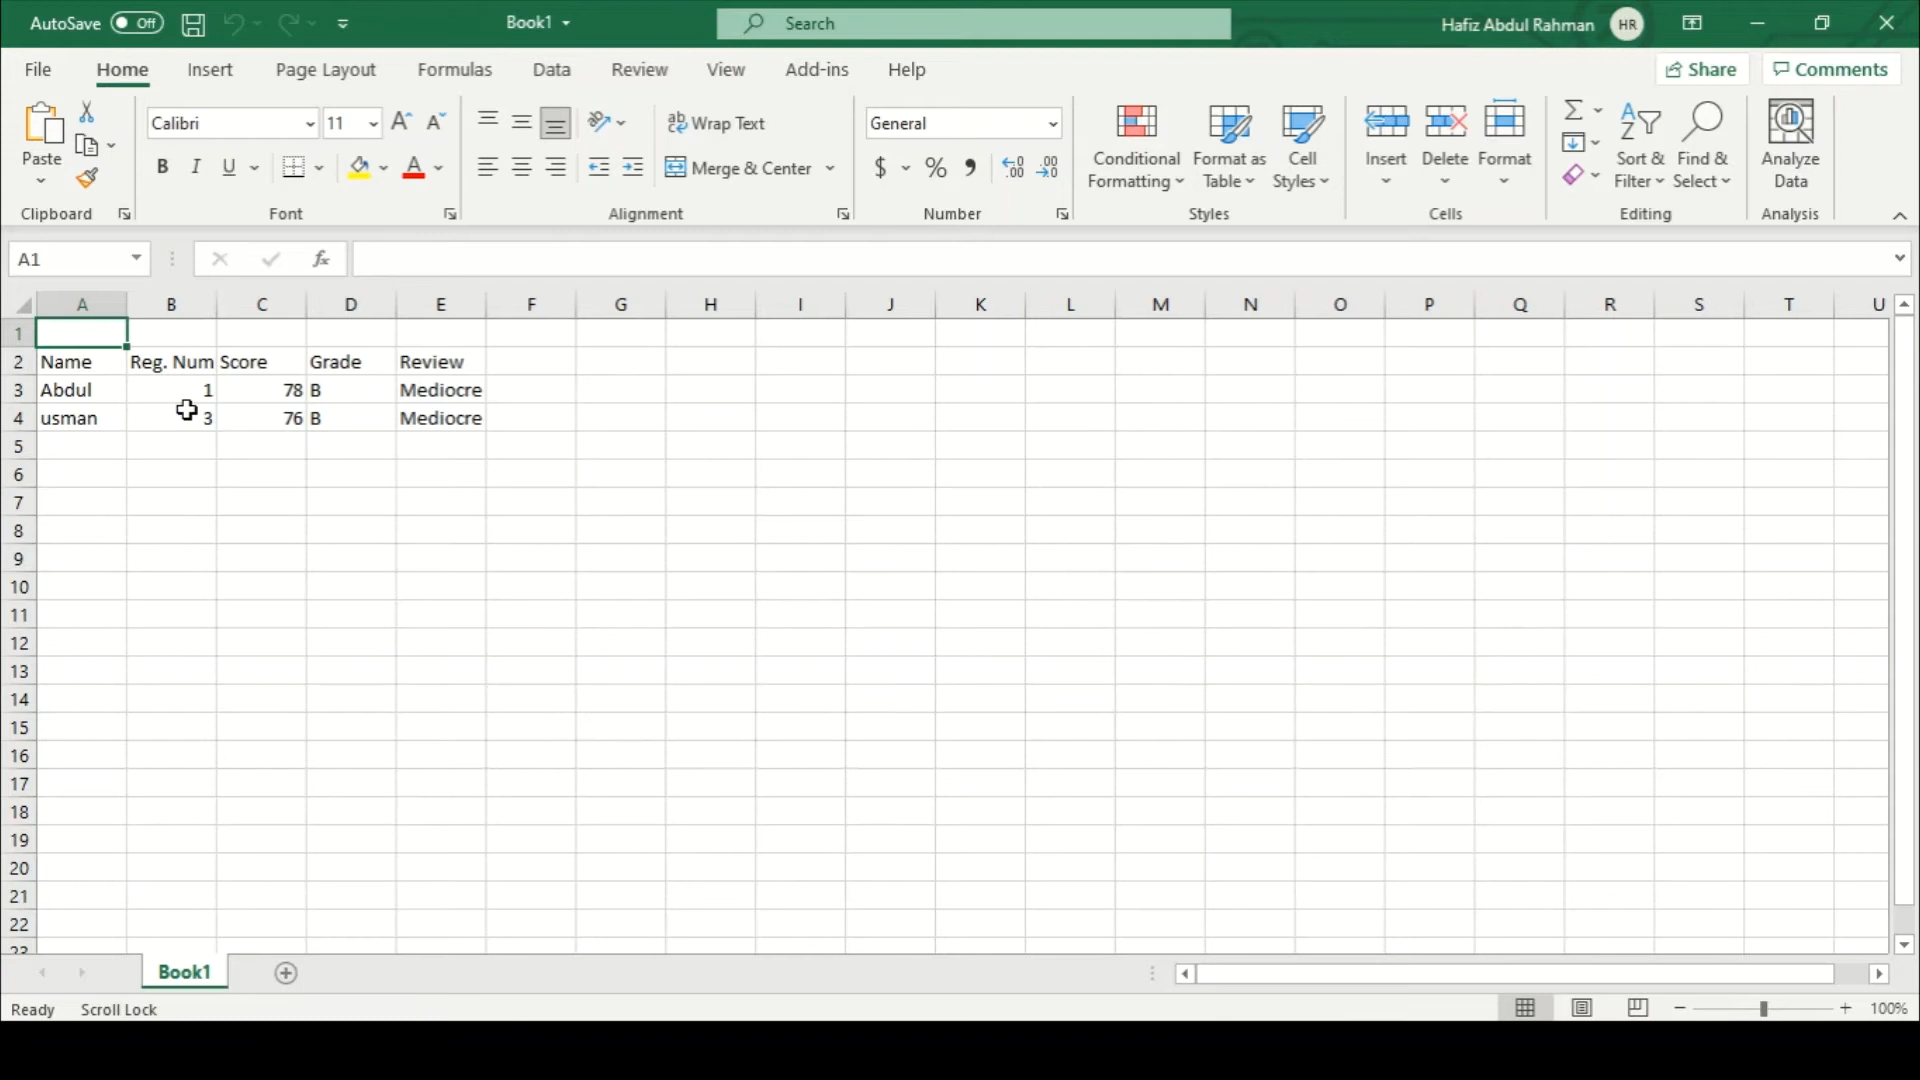 AutoSave Off Book1 Search Hafiz Abdul Rahman HR
File Home Insert Page Layout Formulas Data Review View Add-ins Help Share Comments
Paste
Clipboard
Calibri 11
B I U A
Font
Wrap Text
Merge & Center
Alignment
General
$ % ,
Number
Conditional Formatting
Format as Table
Cell Styles
Styles
Insert
Delete
Format
Cells
Sort & Filter
Find & Select
Editing
Analyze Data
Analysis
A1 fx
A B C D E F G H I J K L M N O P Q R S T U
1
2 Name Reg. Num Score Grade Review
3 Abdul 1 78 B Mediocre
4 usman 3 76 B Mediocre
5
6
7
8
9
10
11
12
13
14
15
16
17
18
19
20
21
22
23
Book1
Ready Scroll Lock 100%